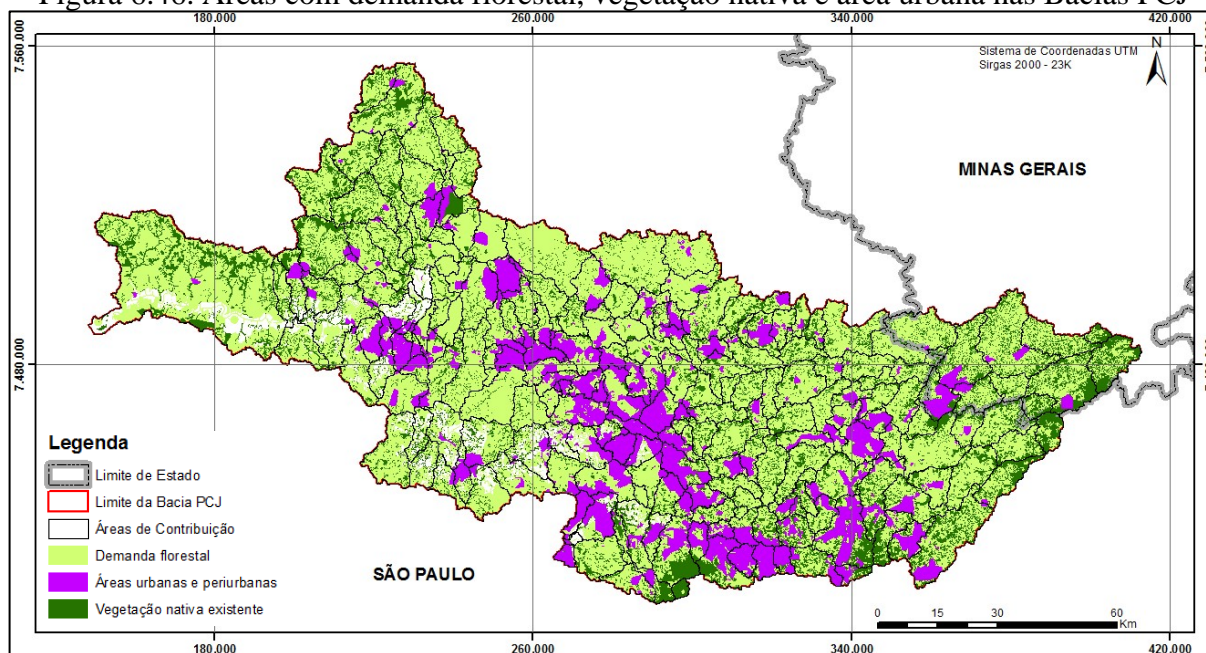 Figura 6.48. Áreas com demanda florestal, vegetação nativa e área urbana nas Bacias PCJ
180.000
260.000
340.000
420.000
7.560.000
Sistema de Coordenadas UTM
Sirgas 2000 - 23K
N
MINAS GERAIS
7.480.000
Legenda
Limite de Estado
Limite da Bacia PCJ
Áreas de Contribuição
Demanda florestal
Áreas urbanas e periurbanas
Vegetação nativa existente
SÃO PAULO
0 15 30 60
Km
180.000
260.000
340.000
420.000